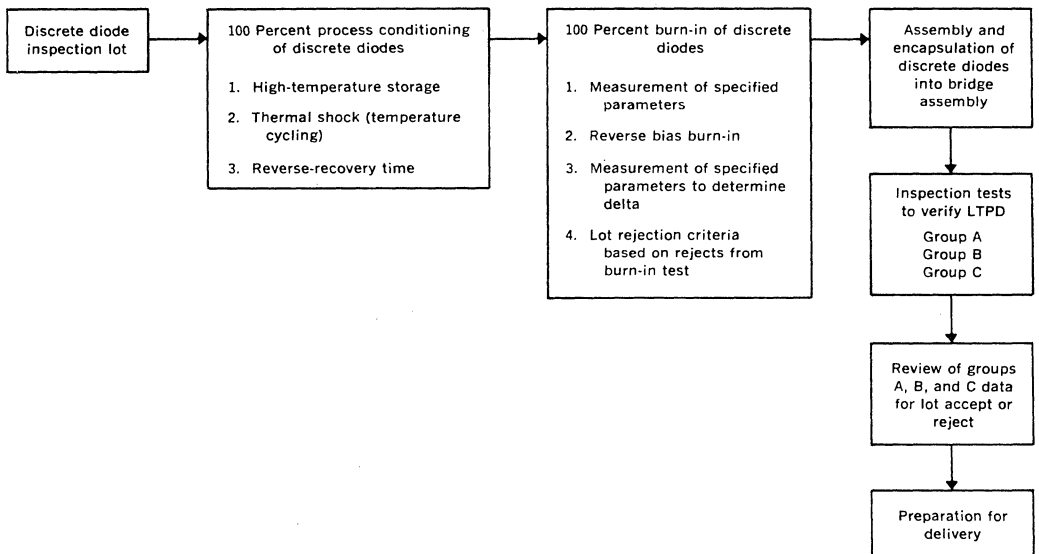 Discrete diode
inspection lot
100 Percent process conditioning
of discrete diodes
1. High-temperature storage
2. Thermal shock (temperature
cycling)
3. Reverse-recovery time
100 Percent burn-in of discrete
diodes
1. Measurement of specified
parameters
2. Reverse bias burn-in
3. Measurement of specified
parameters to determine
delta
4. Lot rejection criteria
based on rejects from
burn-in test
Assembly and
encapsulation of
discrete diodes
into bridge
assembly
Inspection tests
to verify LTPD
Group A
Group B
Group C
Review of groups
A, B, and C data
for lot accept or
reject
Preparation for
delivery